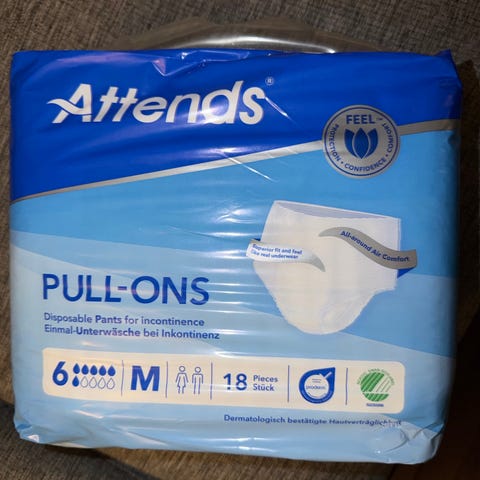 Attends®
FEEL
PROTECTION • CONFIDENCE • COMFORT
Superior fit and feel
like real underwear
All-around Air Comfort
PULL-ONS
Disposable Pants for incontinence
Einmal-Unterwäsche bei Inkontinenz
6
M
18 Pieces
Stück
proderm
Dermatologisch bestätigte Hautverträglichkeit